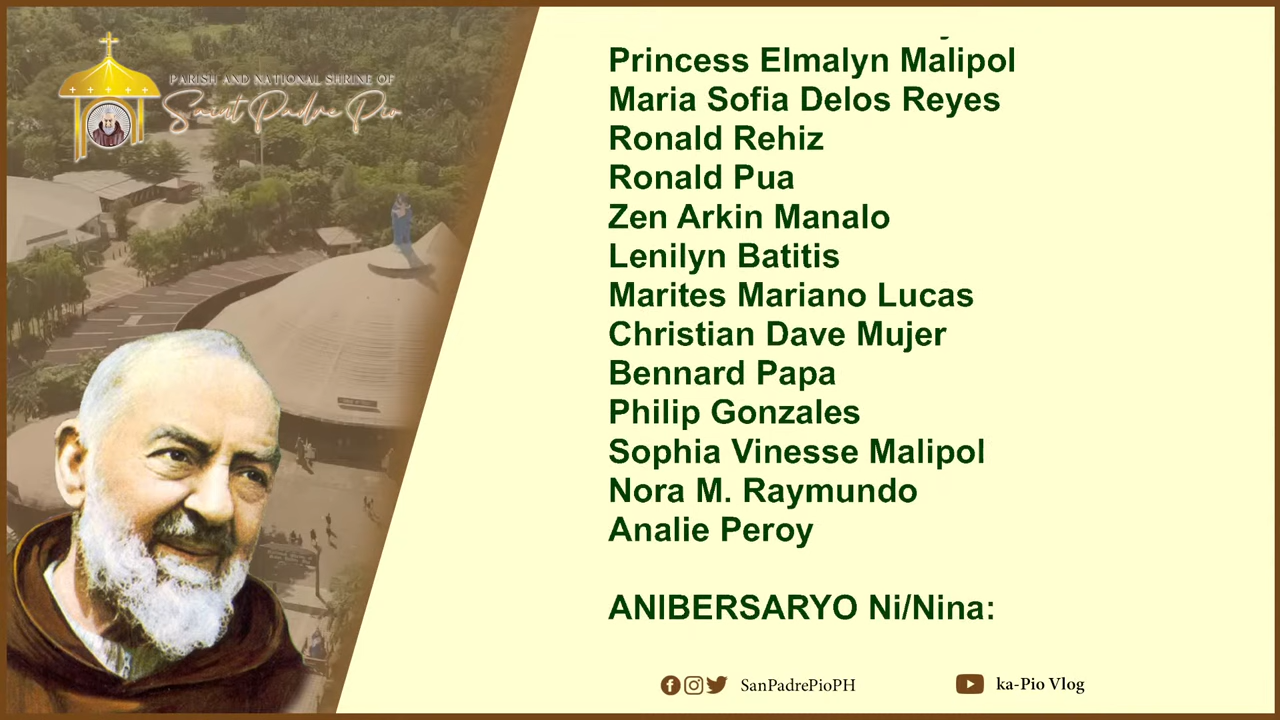 PARISH AND NATIONAL SHRINE OF
Saint Padre Pio
Princess Elmalyn Malipol
Maria Sofia Delos Reyes
Ronald Rehiz
Ronald Pua
Zen Arkin Manalo
Lenilyn Batitis
Marites Mariano Lucas
Christian Dave Mujer
Bennard Papa
Philip Gonzales
Sophia Vinesse Malipol
Nora M. Raymundo
Analie Peroy
ANIBERSARYO Ni/Nina:
SanPadrePioPH
ka-Pio Vlog